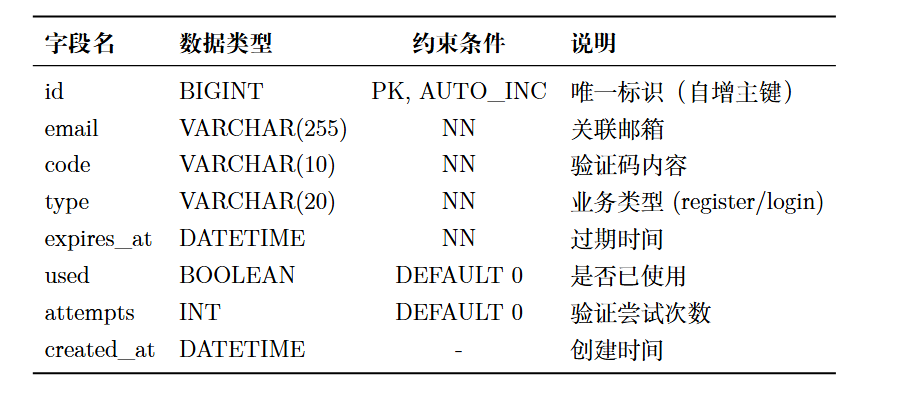 字段名 数据类型 约束条件 说明
id BIGINT PK, AUTO_INC 唯一标识（自增主键）
email VARCHAR(255) NN 关联邮箱
code VARCHAR(10) NN 验证码内容
type VARCHAR(20) NN 业务类型 (register/login)
expires_at DATETIME NN 过期时间
used BOOLEAN DEFAULT 0 是否已使用
attempts INT DEFAULT 0 验证尝试次数
created_at DATETIME - 创建时间